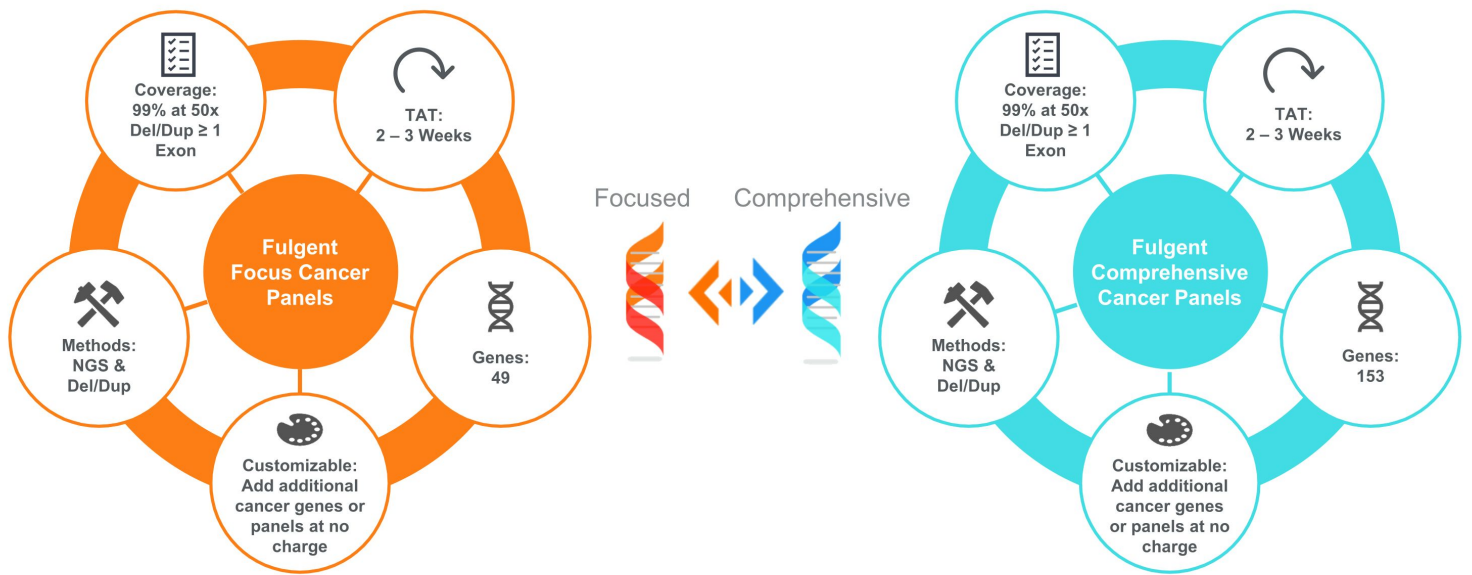 Coverage:
99% at 50x
Del/Dup ≥ 1
Exon
TAT:
2 – 3 Weeks
Fulgent
Focus Cancer
Panels
Methods:
NGS &
Del/Dup
Genes:
49
Customizable:
Add additional
cancer genes or
panels at no
charge
Focused
Comprehensive
Coverage:
99% at 50x
Del/Dup ≥ 1
Exon
TAT:
2 – 3 Weeks
Fulgent
Comprehensive
Cancer Panels
Methods:
NGS &
Del/Dup
Genes:
153
Customizable:
Add additional
cancer genes
or panels at no
charge